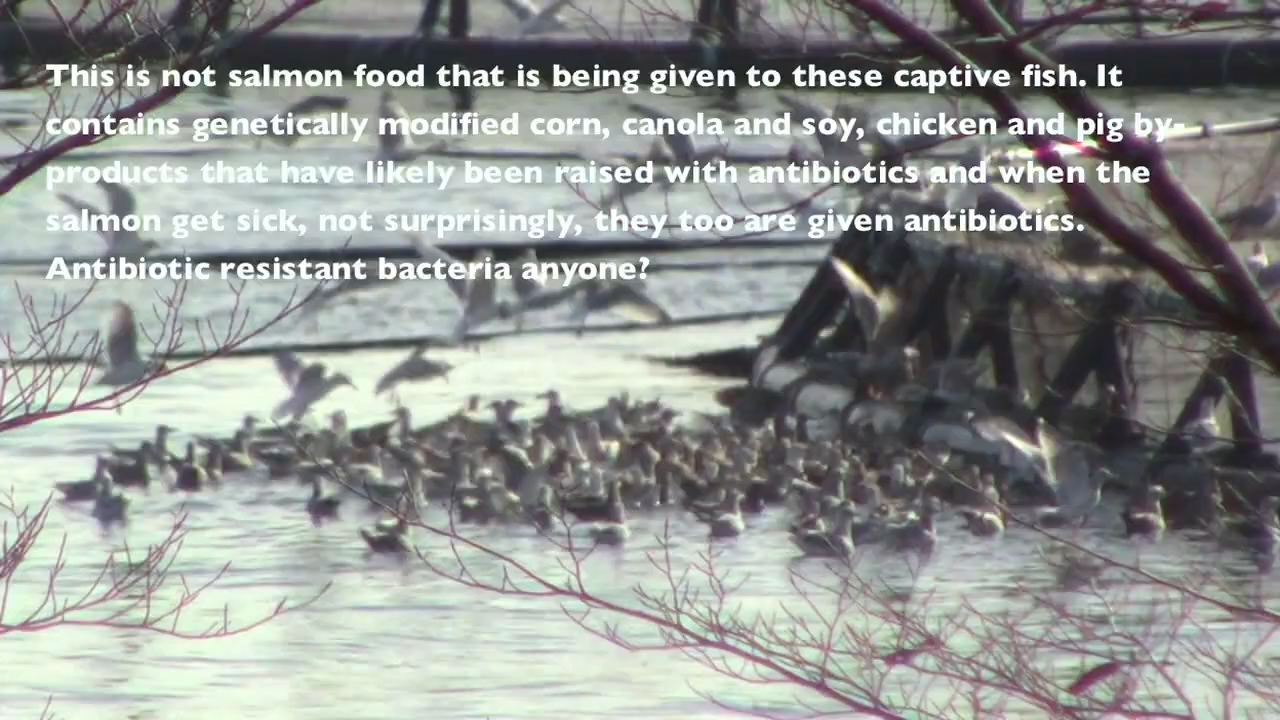 This is not salmon food that is being given to these captive fish. It
contains genetically modified corn, canola and soy, chicken and pig by-
products that have likely been raised with antibiotics and when the
salmon get sick, not surprisingly, they too are given antibiotics.
Antibiotic resistant bacteria anyone?